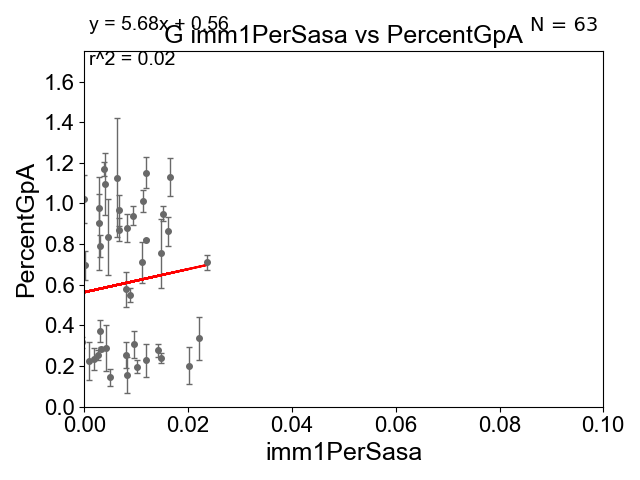 y = 5.68x + 0.56
N = 63
G imm1PerSasa vs PercentGpA
r^2 = 0.02
PercentGpA
1.6
1.4
1.2
1.0
0.8
0.6
0.4
0.2
0.0
0.00
0.02
0.04
0.06
0.08
0.10
imm1PerSasa